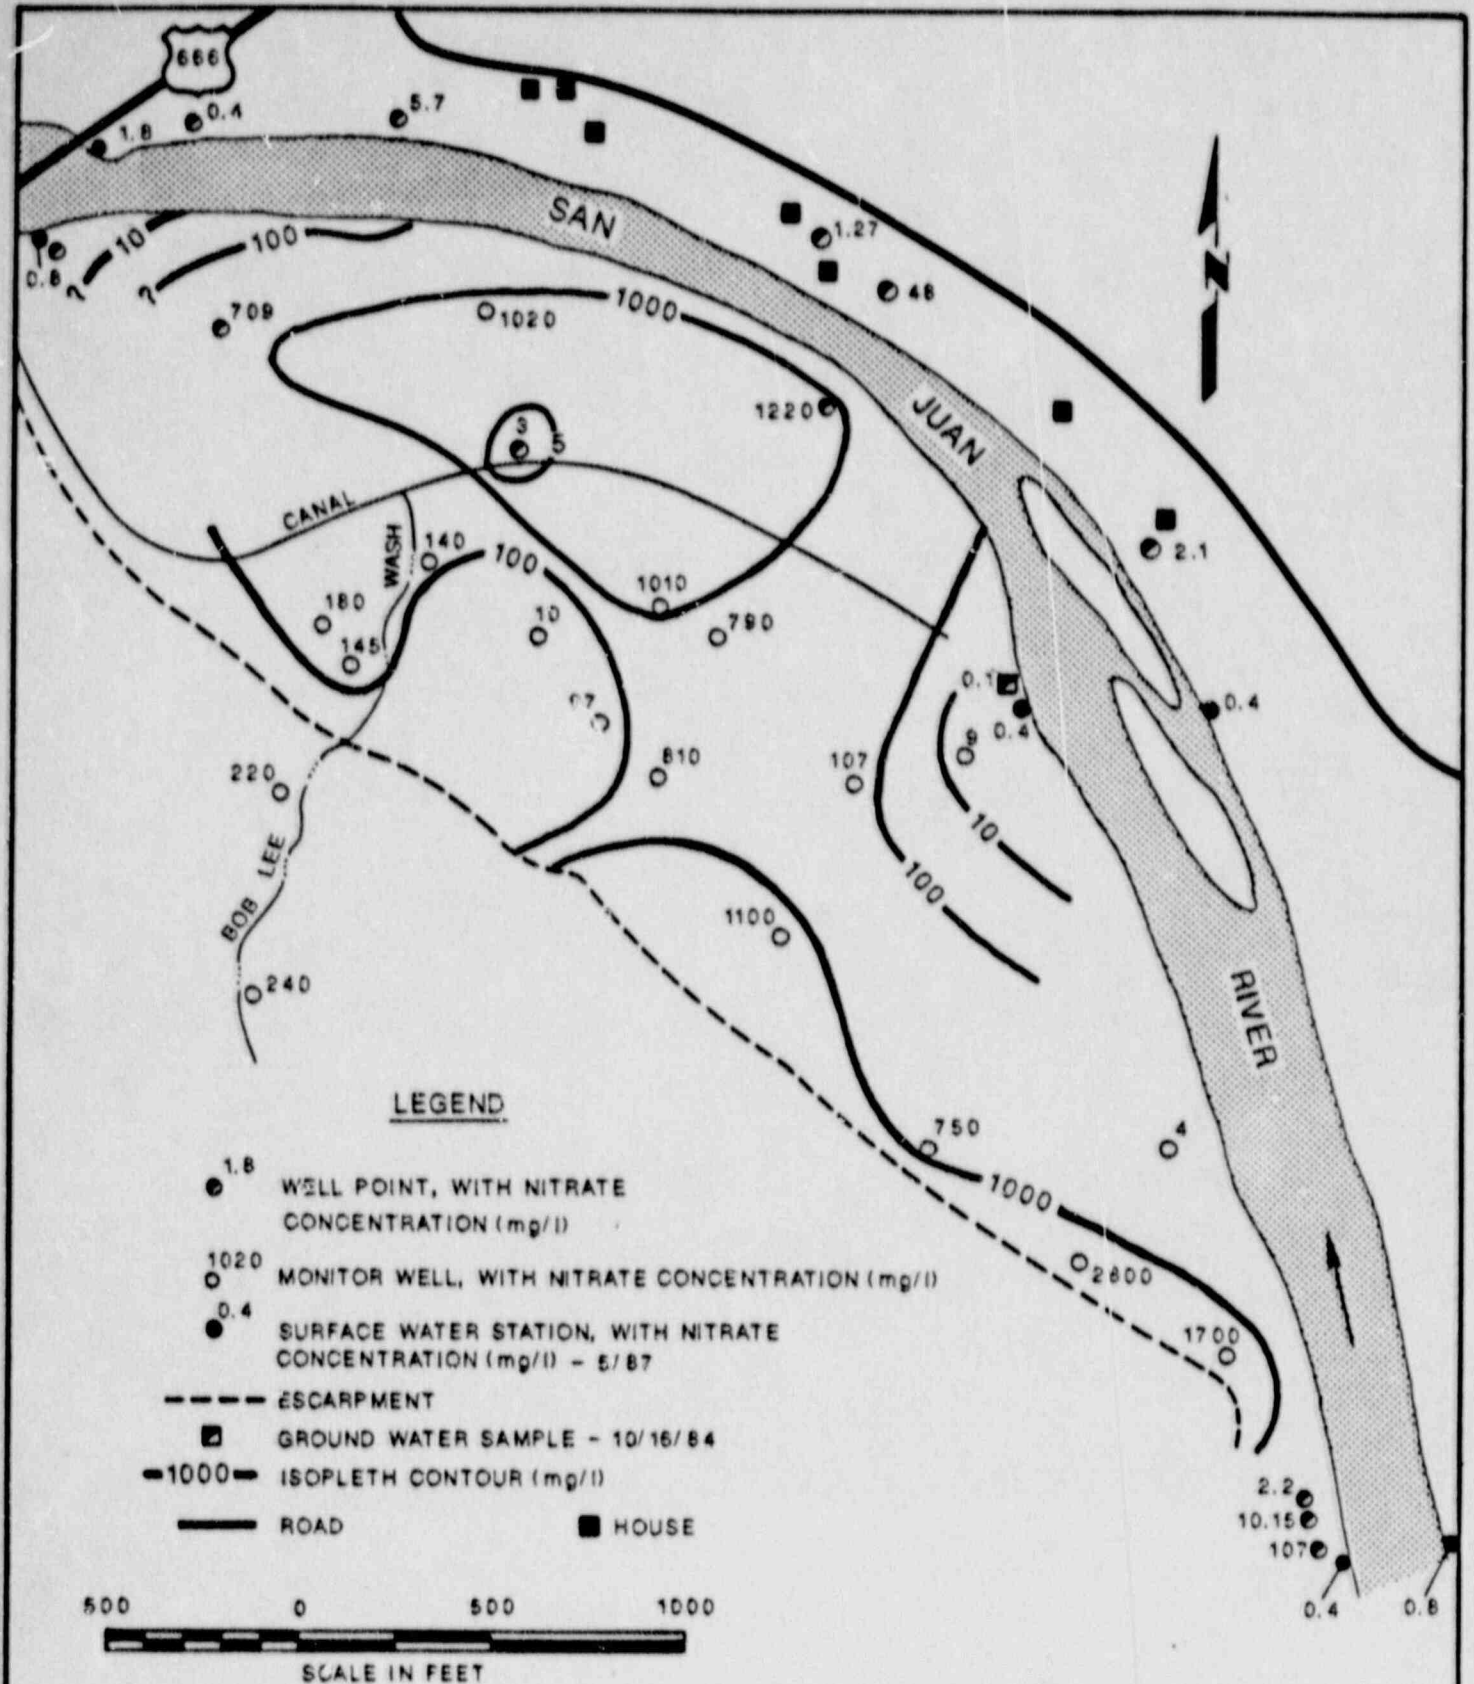 666
0.4
5.7
1.8
SAN
1.27
10
100
48
0.8
?
?
709
1000
1020
1220
JUAN
3
5
CANAL
WASH
140
100
2.1
180
1010
10
790
145
0.1
0.4
0.4
9
220
810
107
LEE
10
100
BOB
1100
240
RIVER
LEGEND
750
4
1.8
WELL POINT, WITH NITRATE
CONCENTRATION (mg/l)
1000
1020
MONITOR WELL, WITH NITRATE CONCENTRATION (mg/l)
2600
0.4
SURFACE WATER STATION, WITH NITRATE
CONCENTRATION (mg/l) - 5/87
1700
ESCARPMENT
GROUND WATER SAMPLE - 10/16/84
1000 ISOPLETH CONTOUR (mg/l)
ROAD HOUSE
2.2
10.15
107
0.4 0.8
500 0 500 1000
SCALE IN FEET
N